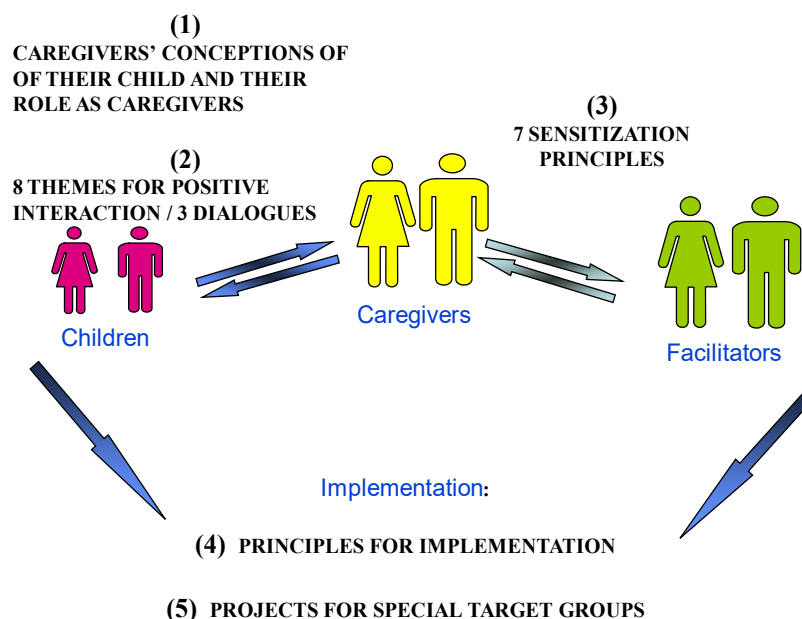 (1)
CAREGIVERS’ CONCEPTIONS OF
OF THEIR CHILD AND THEIR
ROLE AS CAREGIVERS
(2)
8 THEMES FOR POSITIVE
INTERACTION / 3 DIALOGUES
(3)
7 SENSITIZATION
PRINCIPLES
Children
Caregivers
Facilitators
Implementation:
(4) PRINCIPLES FOR IMPLEMENTATION
(5) PROJECTS FOR SPECIAL TARGET GROUPS